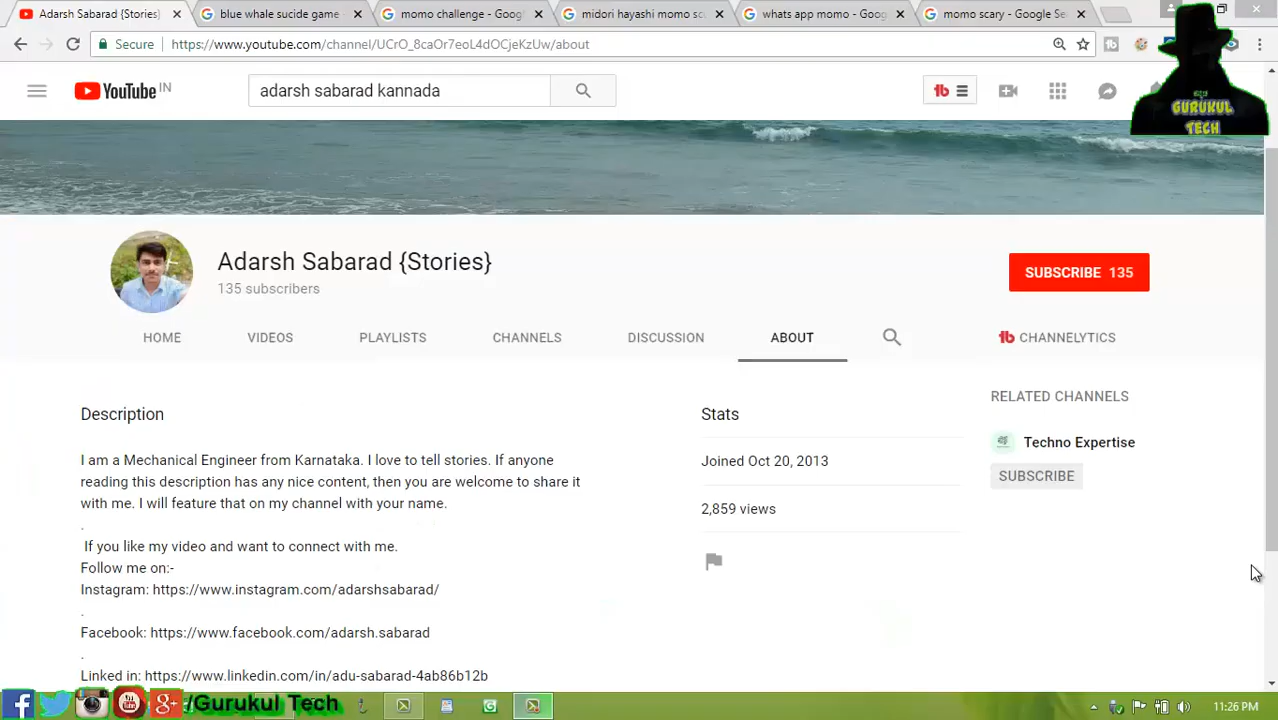 Adarsh Sabarad {Stories}
blue whale sucide game
momo challenge - Goog
midori hayashi momo sc
whats app momo - Goog
momo scary - Google Se
Secure
https://www.youtube.com/channel/UCrO_8caOr7edL4dOCjeKzUw/about
YouTube IN
adarsh sabarad kannada
GURUKUL
TECH
Adarsh Sabarad {Stories}
135 subscribers
SUBSCRIBE 135
HOME
VIDEOS
PLAYLISTS
CHANNELS
DISCUSSION
ABOUT
CHANNELYTICS
Description
I am a Mechanical Engineer from Karnataka. I love to tell stories. If anyone
reading this description has any nice content, then you are welcome to share it
with me. I will feature that on my channel with your name.
.
If you like my video and want to connect with me.
Follow me on:-
Instagram: https://www.instagram.com/adarshsabarad/
.
Facebook: https://www.facebook.com/adarsh.sabarad
.
Linked in: https://www.linkedin.com/in/adu-sabarad-4ab86b12b
Stats
Joined Oct 20, 2013
2,859 views
RELATED CHANNELS
Techno Expertise
SUBSCRIBE
/Gurukul Tech
11:26 PM